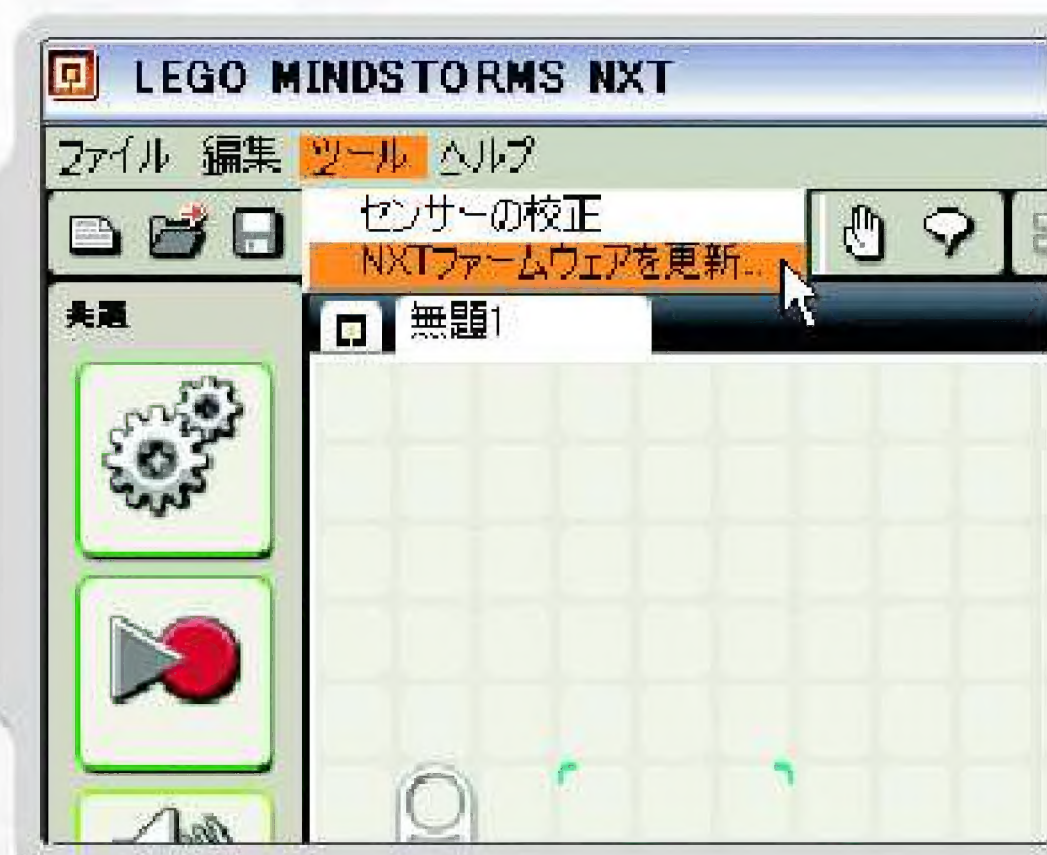 LEGO MINDSTORMS NXT
ファイル 編集 ツール ヘルプ
センサーの校正
NXTファームウェアを更新...
共通
無題1